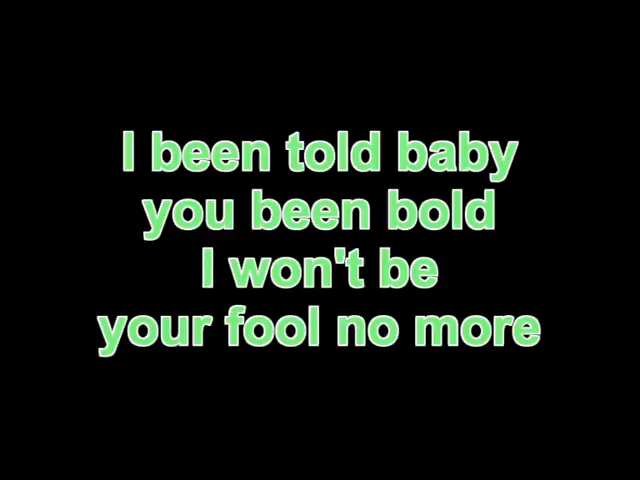 I been told baby
you been bold
I won't be
your fool no more